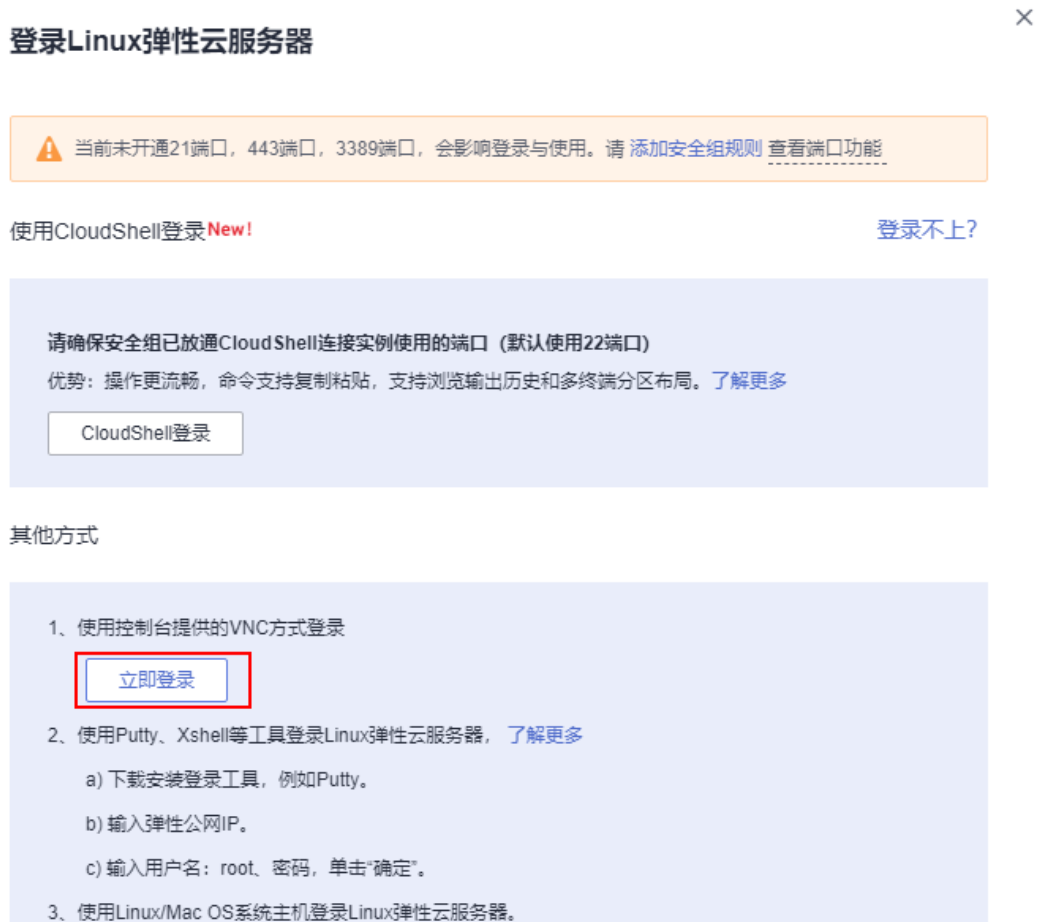 登录Linux弹性云服务器
当前未开通21端口，443端口，3389端口，会影响登录与使用。请 添加安全组规则 查看端口功能
使用CloudShell登录New!
登录不上?
请确保安全组已放通CloudShell连接实例使用的端口（默认使用22端口）
优势：操作更流畅，命令支持复制粘贴，支持浏览输出历史和多终端分区布局。了解更多
CloudShell登录
其他方式
1、使用控制台提供的VNC方式登录
立即登录
2、使用Putty、Xshell等工具登录Linux弹性云服务器， 了解更多
a) 下载安装登录工具，例如Putty。
b) 输入弹性公网IP。
c) 输入用户名：root、密码，单击“确定”。
3、使用Linux/Mac OS系统主机登录Linux弹性云服务器。